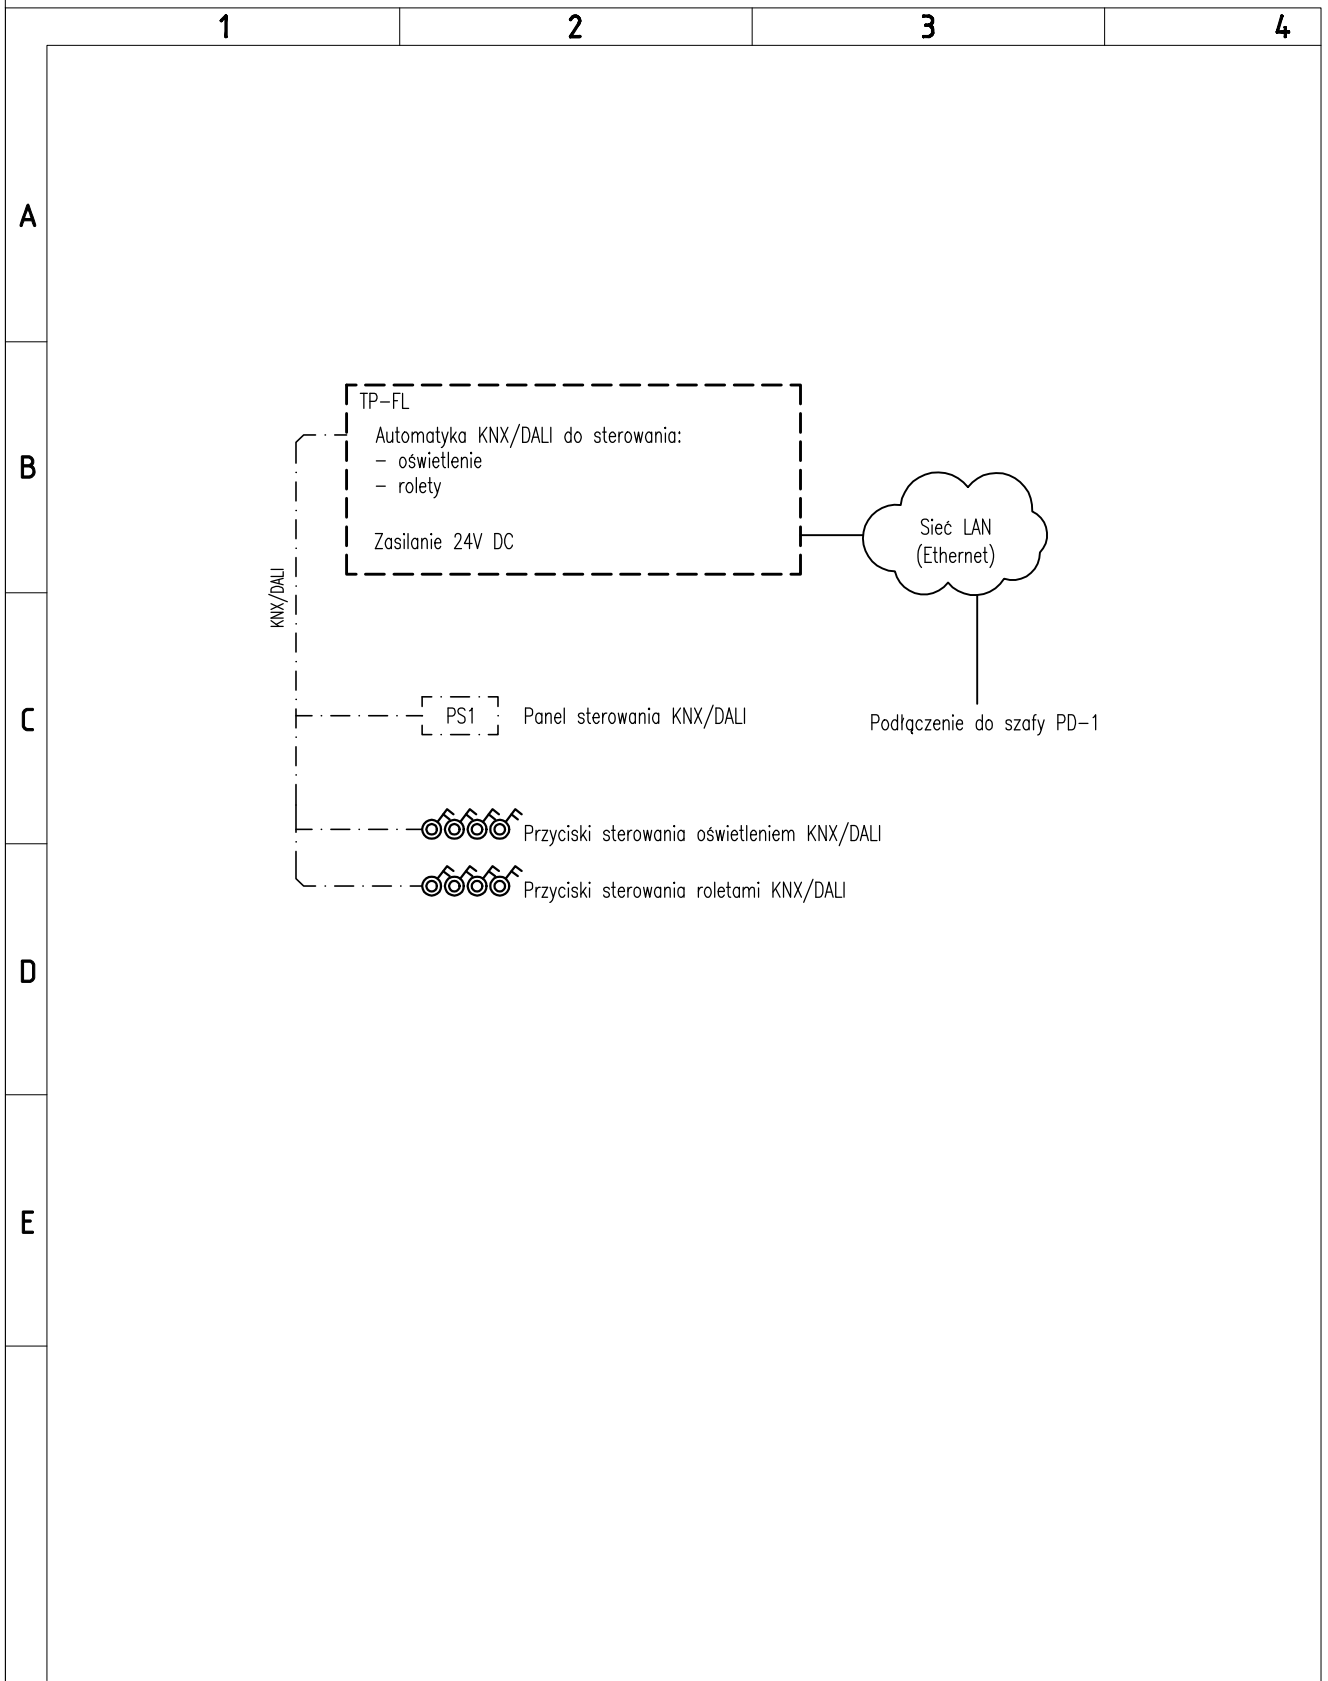 1
2
3
4
A
B
C
D
E
TP-FL
Automatyka KNX/DALI do sterowania:
- oświetlenie
- rolety
Zasilanie 24V DC
Sieć LAN
(Ethernet)
KNX/DALI
PS1 Panel sterowania KNX/DALI
Podłączenie do szafy PD-1
Przyciski sterowania oświetleniem KNX/DALI
Przyciski sterowania roletami KNX/DALI